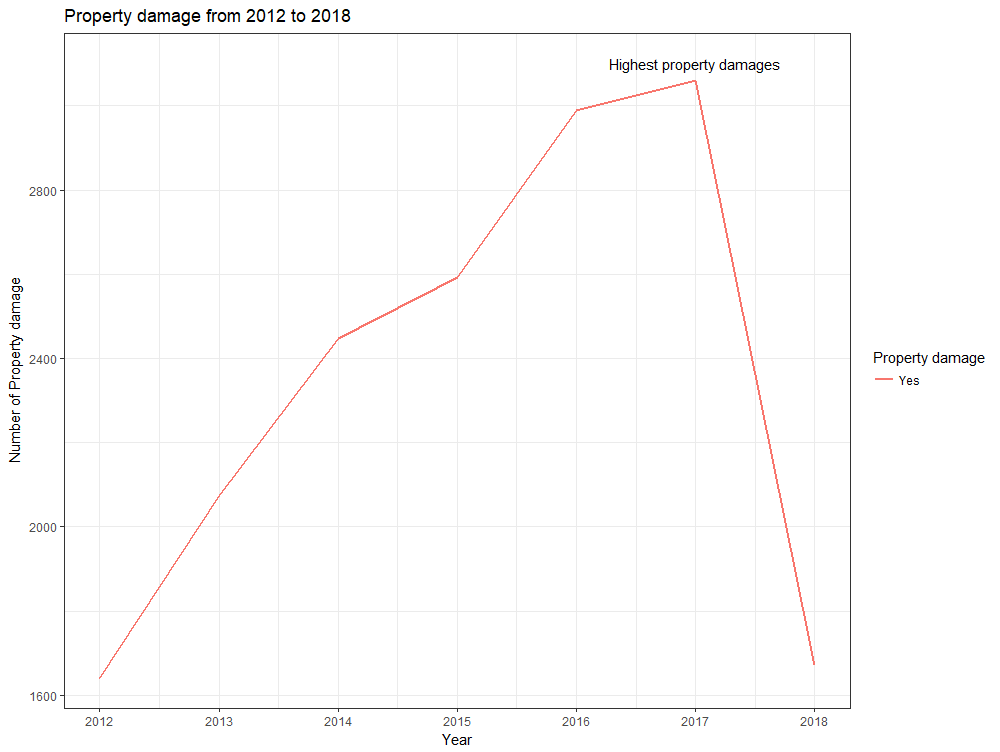 Property damage from 2012 to 2018
Highest property damages
2800
2400
2000
1600
Number of Property damage
2012 2013 2014 2015 2016 2017 2018
Year
Property damage
Yes